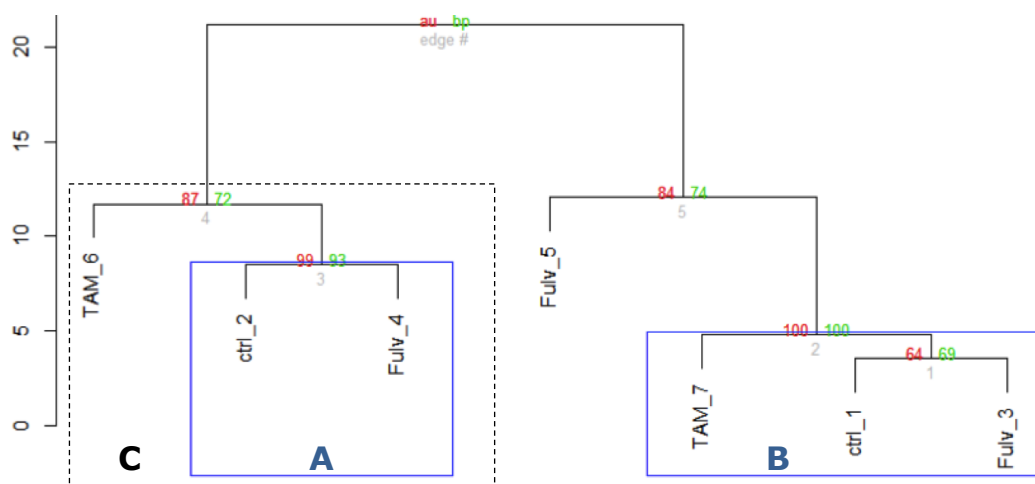 au bp
edge #
20
15
10
5
0
87 72
4
84 74
5
TAM_6
99 93
3
ctrl_2
Fulv_4
Fulv_5
100 100
2
64 69
1
TAM_7
ctrl_1
Fulv_3
C
A
B